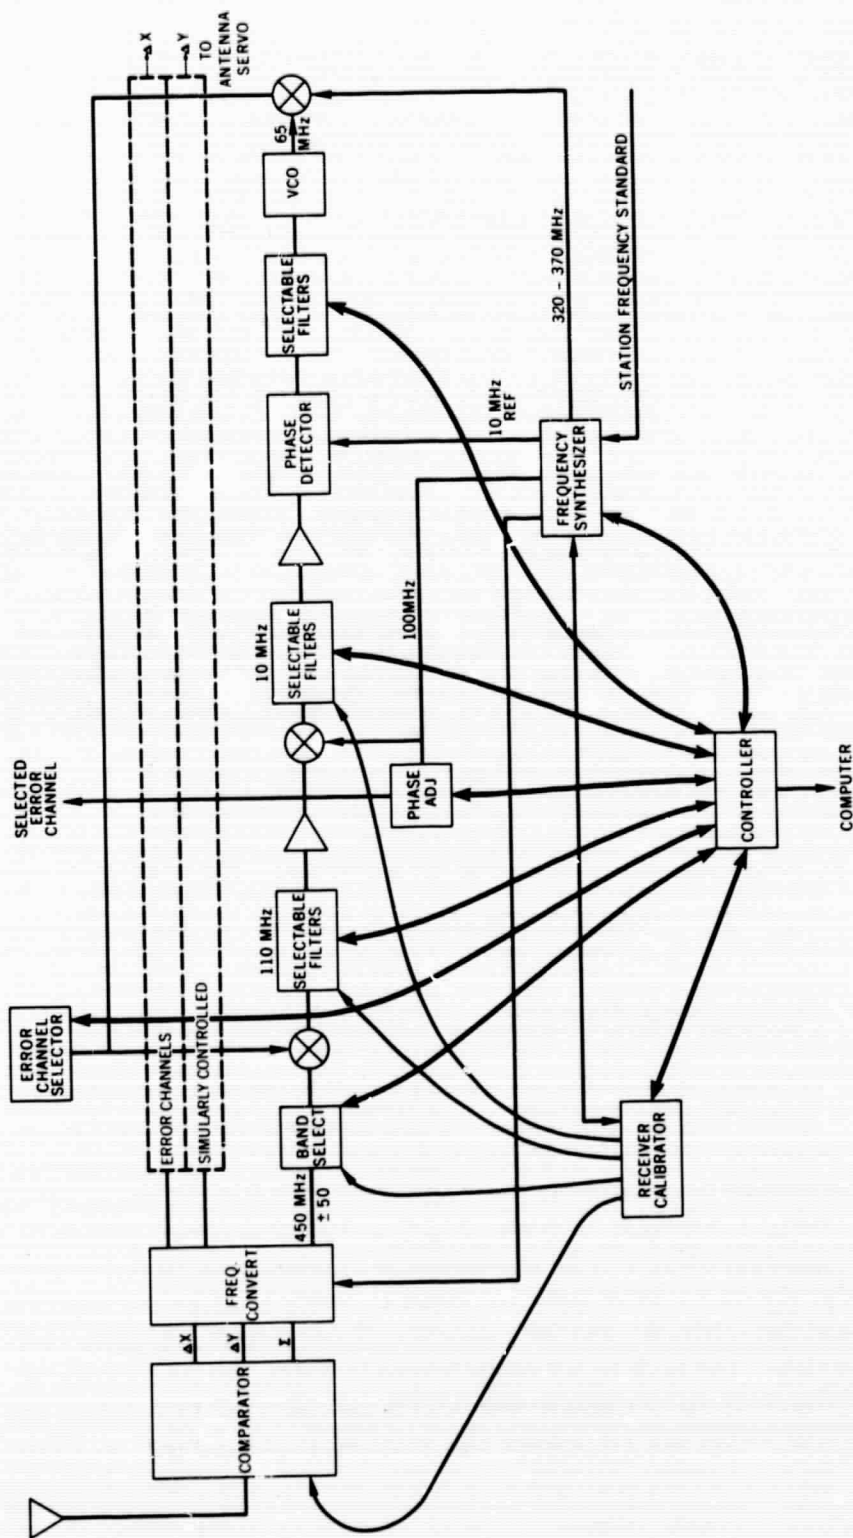 COMPARATOR
ΔX
ΔY
Σ
FREQ.
CONVERT
450 MHz
± 50
BAND
SELECT
ERROR
CHANNEL
SELECTOR
ERROR CHANNELS
SIMULARLY CONTROLLED
110 MHz
SELECTABLE
FILTERS
SELECTED
ERROR
CHANNEL
PHASE
ADJ
100MHz
10 MHz
SELECTABLE FILTERS
PHASE
DETECTOR
SELECTABLE
FILTERS
VCO
65
MHz
ΔX
ΔY
TO
ANTENNA
SERVO
10 MHz
REF
320 - 370 MHz
FREQUENCY
SYNTHESIZER
STATION FREQUENCY STANDARD
RECEIVER
CALIBRATOR
CONTROLLER
COMPUTER